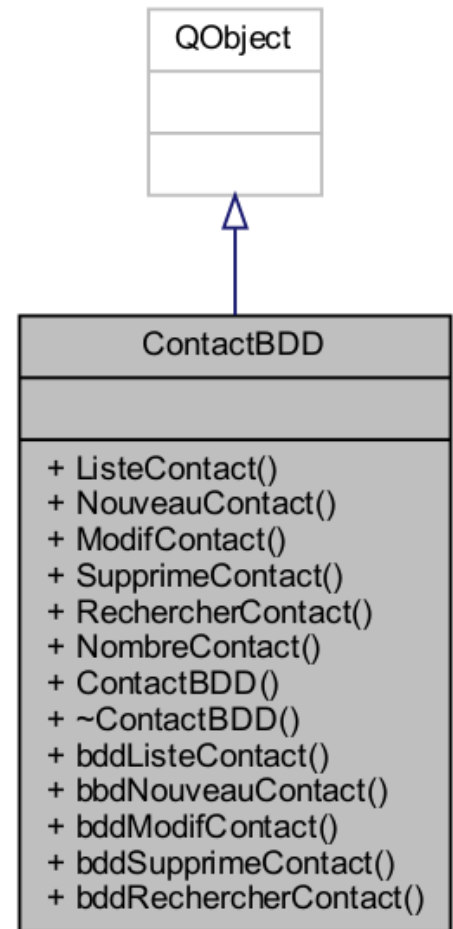 QObject
ContactBDD
+ ListeContact()
+ NouveauContact()
+ ModifContact()
+ SupprimeContact()
+ RechercherContact()
+ NombreContact()
+ ContactBDD()
+ ~ContactBDD()
+ bddListeContact()
+ bbdNouveauContact()
+ bddModifContact()
+ bddSupprimeContact()
+ bddRechercherContact()